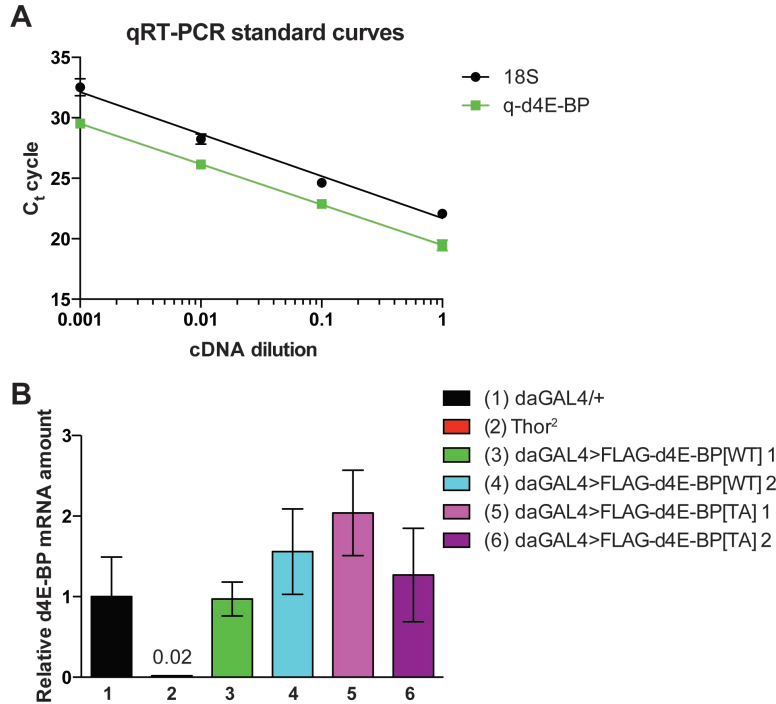 A
qRT-PCR standard curves
35
30
25
20
15
C_t cycle
0.001 0.01 0.1 1
cDNA dilution
18S
q-d4E-BP
B
Relative d4E-BP mRNA amount
3
2
1
0
0.02
1 2 3 4 5 6
(1) daGAL4/+
(2) Thor²
(3) daGAL4>FLAG-d4E-BP[WT] 1
(4) daGAL4>FLAG-d4E-BP[WT] 2
(5) daGAL4>FLAG-d4E-BP[TA] 1
(6) daGAL4>FLAG-d4E-BP[TA] 2